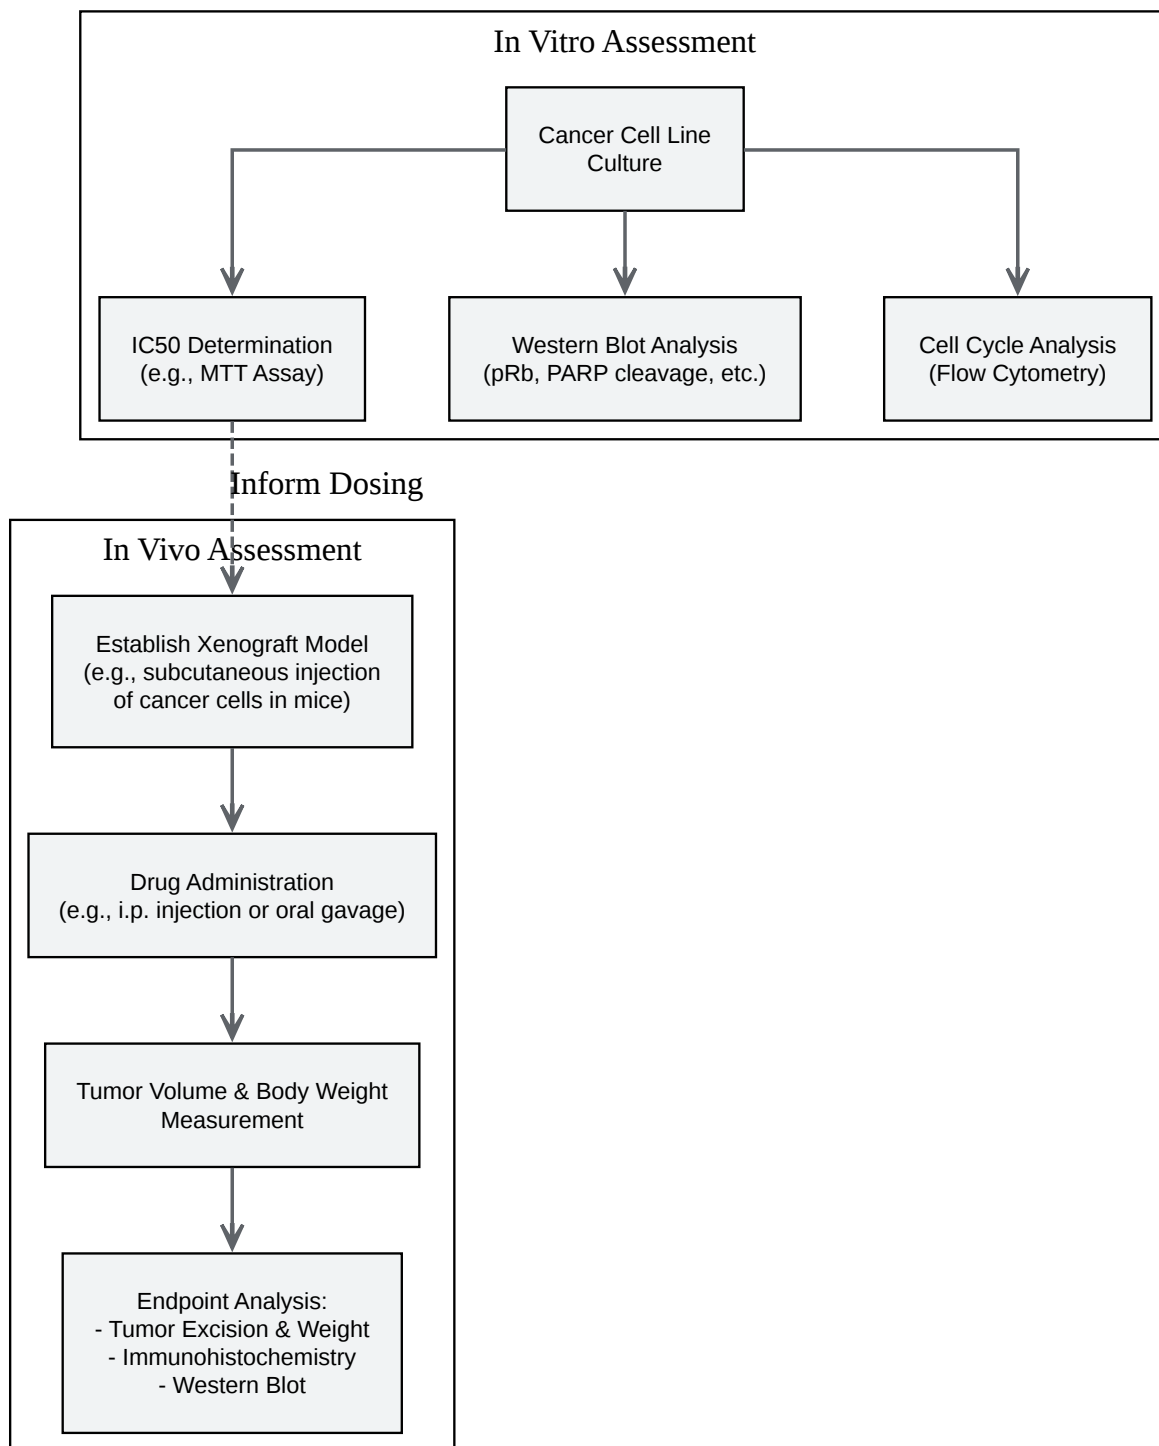 In Vitro Assessment
Cancer Cell Line
Culture
IC50 Determination
(e.g., MTT Assay)
Western Blot Analysis
(pRb, PARP cleavage, etc.)
Cell Cycle Analysis
(Flow Cytometry)
Inform Dosing
In Vivo Assessment
Establish Xenograft Model
(e.g., subcutaneous injection
of cancer cells in mice)
Drug Administration
(e.g., i.p. injection or oral gavage)
Tumor Volume & Body Weight
Measurement
Endpoint Analysis:
- Tumor Excision & Weight
- Immunohistochemistry
- Western Blot